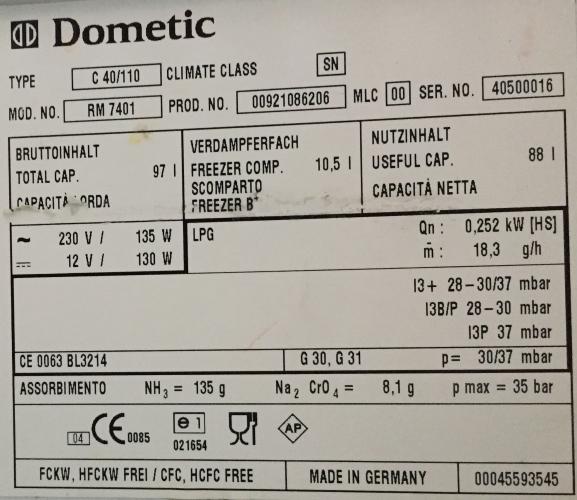 Dometic
TYPE C 40/110 CLIMATE CLASS SN
MOD. NO. RM 7401 PROD. NO. 00921086206 MLC 00 SER. NO. 40500016
BRUTTOINHALT
TOTAL CAP. 97 l
CAPACITÀ ORDA
VERDAMPFERFACH
FREEZER COMP. 10,5 l
SCOMPARTO
FREEZER B*
NUTZINHALT
USEFUL CAP. 88 l
CAPACITÀ NETTA
~ 230 V / 135 W
⎓ 12 V / 130 W
LPG
Qn : 0,252 kW [HS]
m̄ : 18,3 g/h
I3+ 28-30/37 mbar
I3B/P 28-30 mbar
I3P 37 mbar
CE 0063 BL3214 G 30, G 31 p= 30/37 mbar
ASSORBIMENTO NH3 = 135 g Na2 CrO4 = 8,1 g p max = 35 bar
04 CE 0085 e1 AP
021654
FCKW, HFCKW FREI / CFC, HCFC FREE MADE IN GERMANY 00045593545